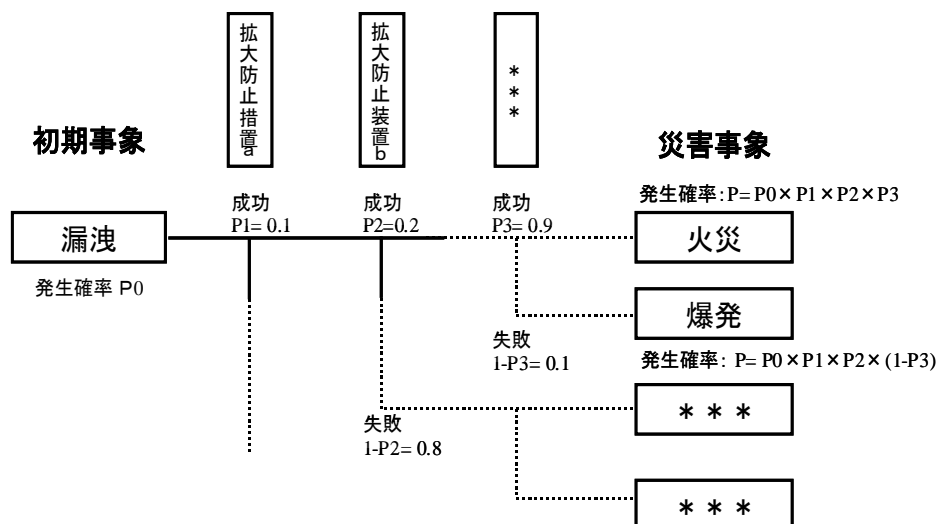 拡大防止措置a
拡大防止装置b
***
初期事象
災害事象
成功
P1= 0.1
成功
P2=0.2
成功
P3= 0.9
発生確率:P= P0×P1×P2×P3
漏洩
火災
発生確率 P0
爆発
失敗
1-P3= 0.1
発生確率: P= P0×P1×P2×(1-P3)
***
失敗
1-P2= 0.8
***